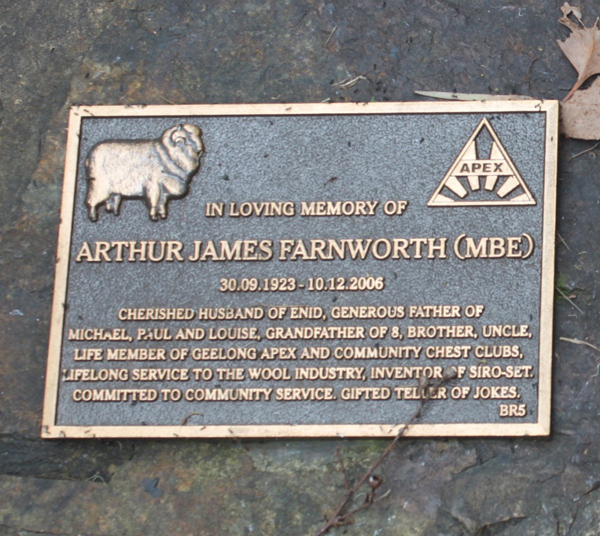 APEX
IN LOVING MEMORY OF
ARTHUR JAMES FARNWORTH (MBE)
30.09.1923 - 10.12.2006
CHERISHED HUSBAND OF ENID, GENEROUS FATHER OF
MICHAEL, PAUL AND LOUISE, GRANDFATHER OF 8, BROTHER, UNCLE,
LIFE MEMBER OF GEELONG APEX AND COMMUNITY CHEST CLUBS,
LIFELONG SERVICE TO THE WOOL INDUSTRY, INVENTOR OF SIRO-SET.
COMMITTED TO COMMUNITY SERVICE. GIFTED TELLER OF JOKES.
BR5